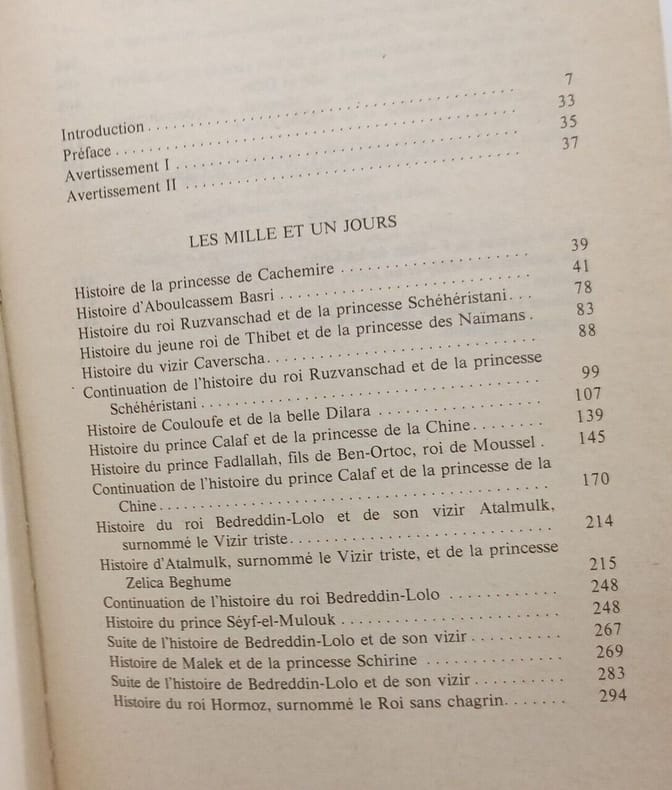 Introduction . . . . . . . . . . . . . . . . . . . . . . . . . . . . . . . . . . . . . . . . 7
Préface . . . . . . . . . . . . . . . . . . . . . . . . . . . . . . . . . . . . . . . . . . . . 33
Avertissement I . . . . . . . . . . . . . . . . . . . . . . . . . . . . . . . . . . . . . 35
Avertissement II . . . . . . . . . . . . . . . . . . . . . . . . . . . . . . . . . . . . 37
LES MILLE ET UN JOURS
Histoire de la princesse de Cachemire . . . . . . . . . . . . . . . . . . . . 39
Histoire d'Aboulcassem Basri . . . . . . . . . . . . . . . . . . . . . . . . . . . 41
Histoire du roi Ruzvanschad et de la princesse Schéhéristani. . . 78
Histoire du jeune roi de Thibet et de la princesse des Naïmans . 83
Histoire du vizir Caverscha. . . . . . . . . . . . . . . . . . . . . . . . . . . . . 88
Continuation de l'histoire du roi Ruzvanschad et de la princesse
Schéhéristani . . . . . . . . . . . . . . . . . . . . . . . . . . . . . . . . . . . . 99
Histoire de Couloufe et de la belle Dilara . . . . . . . . . . . . . . . . . 107
Histoire du prince Calaf et de la princesse de la Chine. . . . . . . . 139
Histoire du prince Fadlallah, fils de Ben-Ortoc, roi de Moussel . 145
Continuation de l'histoire du prince Calaf et de la princesse de la
Chine. . . . . . . . . . . . . . . . . . . . . . . . . . . . . . . . . . . . . . . . . . 170
Histoire du roi Bedreddin-Lolo et de son vizir Atalmulk,
surnommé le Vizir triste. . . . . . . . . . . . . . . . . . . . . . . . . . . . 214
Histoire d'Atalmulk, surnommé le Vizir triste, et de la princesse
Zelica Beghume 215
Continuation de l'histoire du roi Bedreddin-Lolo . . . . . . . . . . . . 248
Histoire du prince Séyf-el-Mulouk . . . . . . . . . . . . . . . . . . . . . . . . 248
Suite de l'histoire de Bedreddin-Lolo et de son vizir . . . . . . . . . . 267
Histoire de Malek et de la princesse Schirine . . . . . . . . . . . . . . . 269
Suite de l'histoire de Bedreddin-Lolo et de son vizir . . . . . . . . . . 283
Histoire du roi Hormoz, surnommé le Roi sans chagrin. . . . . . . 294